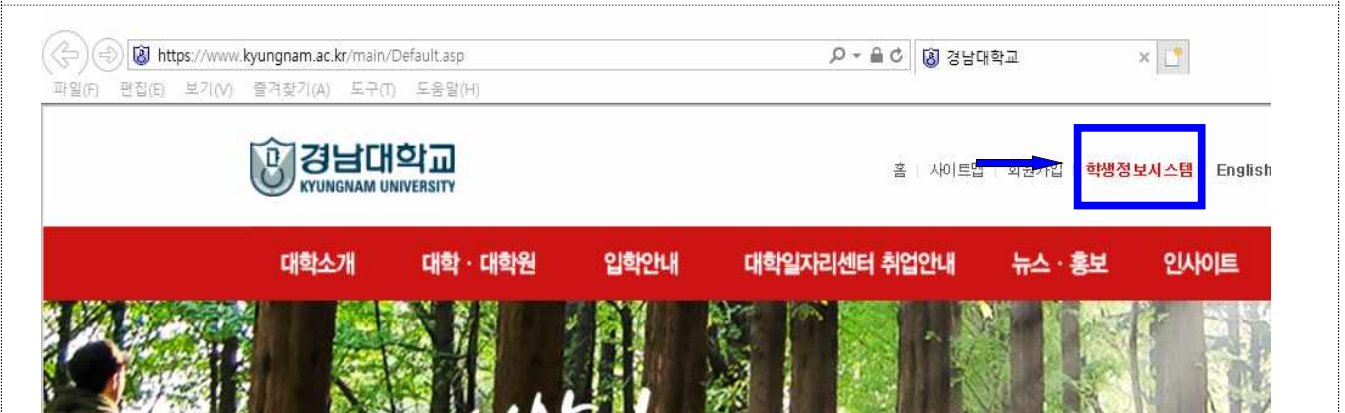 https://www.kyungnam.ac.kr/main/Default.asp
경남대학교
파일(F) 편집(E) 보기(V) 즐겨찾기(A) 도구(T) 도움말(H)
경남대학교
KYUNGNAM UNIVERSITY
홈 사이트맵 회원가입 학생정보시스템 English
대학소개 대학·대학원 입학안내 대학일자리센터 취업안내 뉴스·홍보 인사이트